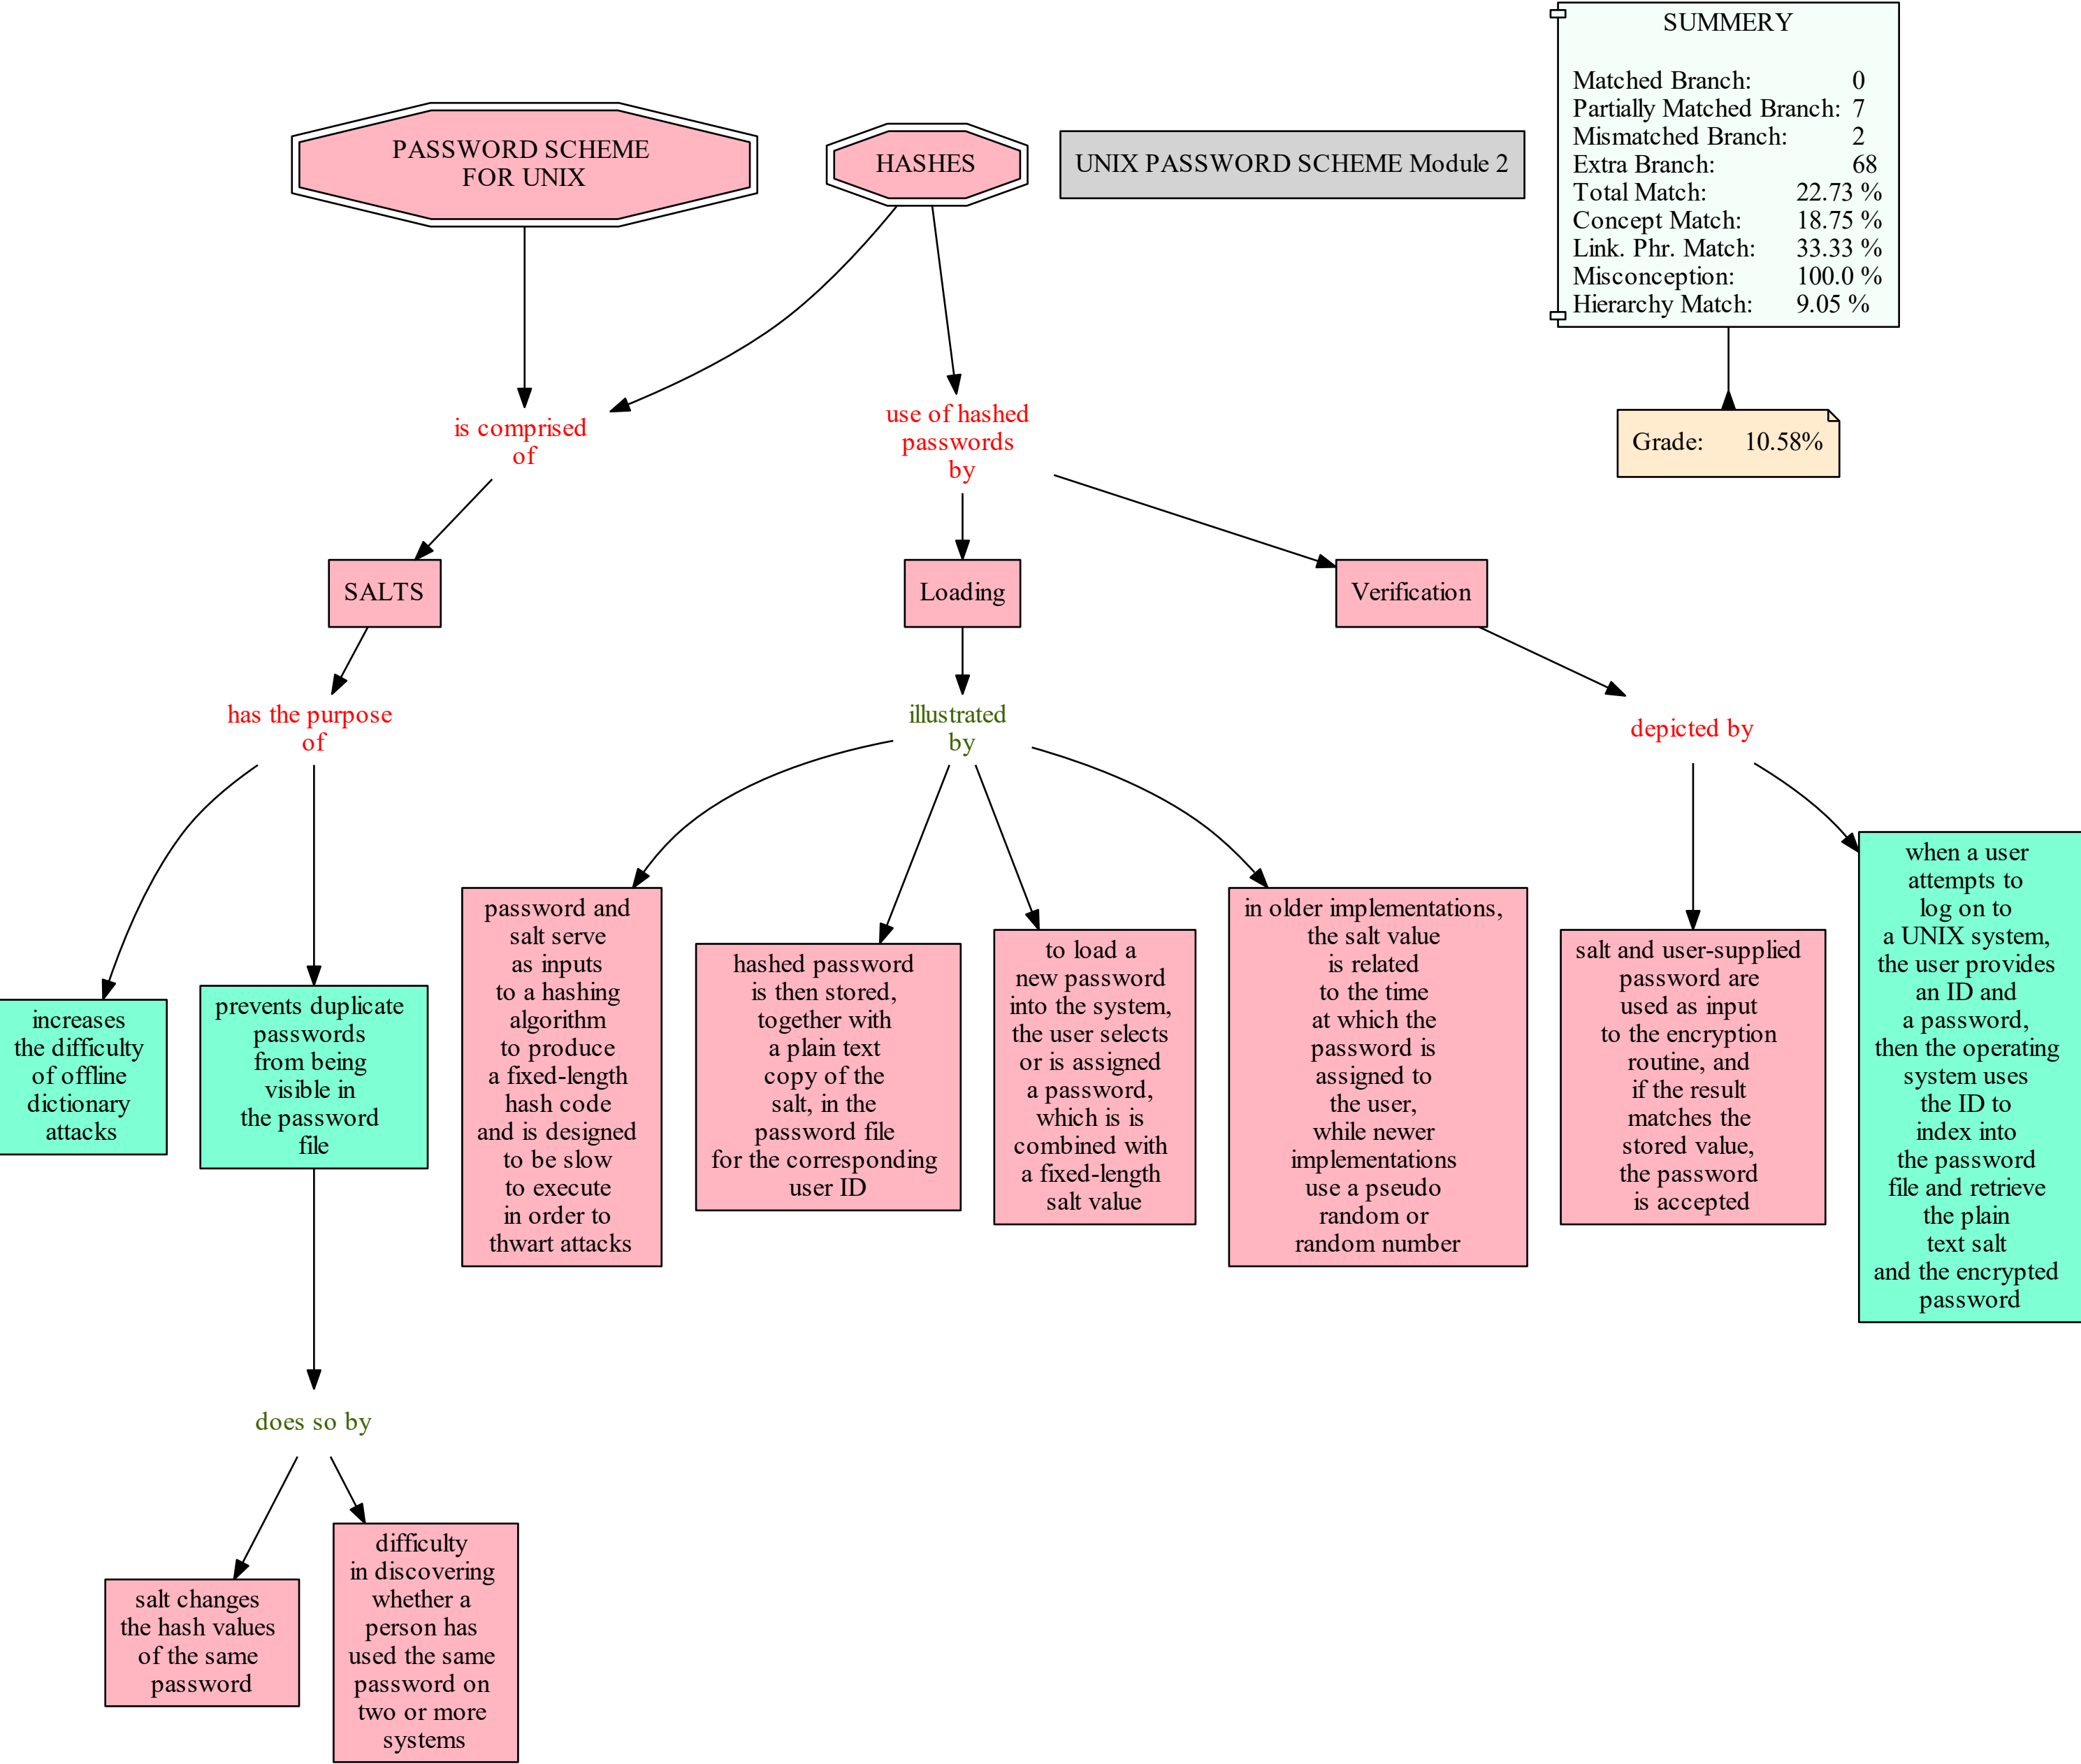 SUMMERY
Matched Branch: 0
Partially Matched Branch: 7
Mismatched Branch: 2
Extra Branch: 68
Total Match: 22.73 %
Concept Match: 18.75 %
Link. Phr. Match: 33.33 %
Misconception: 100.0 %
Hierarchy Match: 9.05 %
PASSWORD SCHEME
FOR UNIX
HASHES
UNIX PASSWORD SCHEME Module 2
Grade: 10.58%
is comprised
of
use of hashed
passwords
by
SALTS
Loading
Verification
has the purpose
of
illustrated
by
depicted by
increases
the difficulty
of offline
dictionary
attacks
prevents duplicate
passwords
from being
visible in
the password
file
password and
salt serve
as inputs
to a hashing
algorithm
to produce
a fixed-length
hash code
and is designed
to be slow
to execute
in order to
thwart attacks
hashed password
is then stored,
together with
a plain text
copy of the
salt, in the
password file
for the corresponding
user ID
to load a
new password
into the system,
the user selects
or is assigned
a password,
which is is
combined with
a fixed-length
salt value
in older implementations,
the salt value
is related
to the time
at which the
password is
assigned to
the user,
while newer
implementations
use a pseudo
random or
random number
salt and user-supplied
password are
used as input
to the encryption
routine, and
if the result
matches the
stored value,
the password
is accepted
when a user
attempts to
log on to
a UNIX system,
the user provides
an ID and
a password,
then the operating
system uses
the ID to
index into
the password
file and retrieve
the plain
text salt
and the encrypted
password
does so by
salt changes
the hash values
of the same
password
difficulty
in discovering
whether a
person has
used the same
password on
two or more
systems